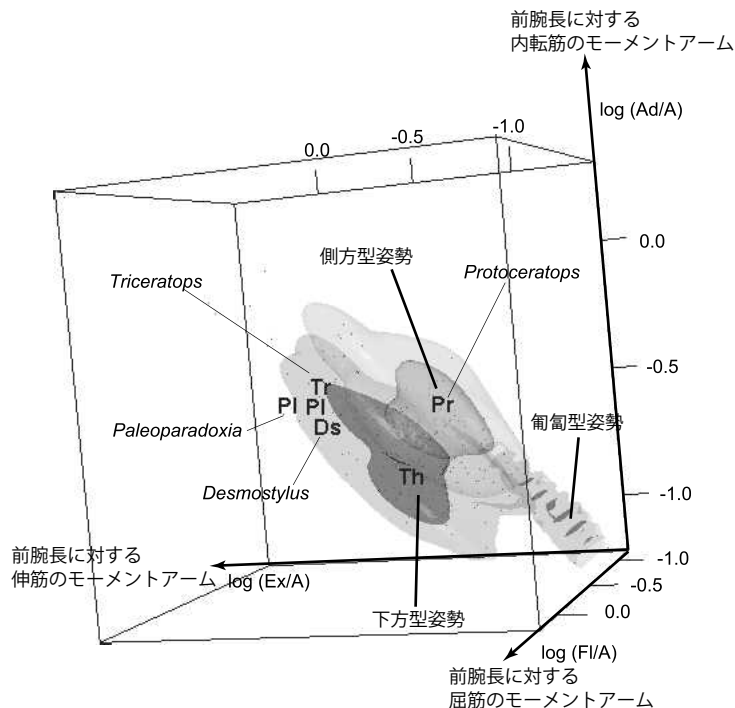 前腕長に対する
内転筋のモーメントアーム
log (Ad/A)
0.0
-0.5
-1.0
0.0
-0.5
-1.0
側方型姿勢
Protoceratops
Triceratops
Tr
Pl Pl
Ds
Pr
Th
Paleoparadoxia
Desmostylus
匍匐型姿勢
前腕長に対する
伸筋のモーメントアーム
log (Ex/A)
下方型姿勢
-1.0
-0.5
0.0
log (Fl/A)
前腕長に対する
屈筋のモーメントアーム